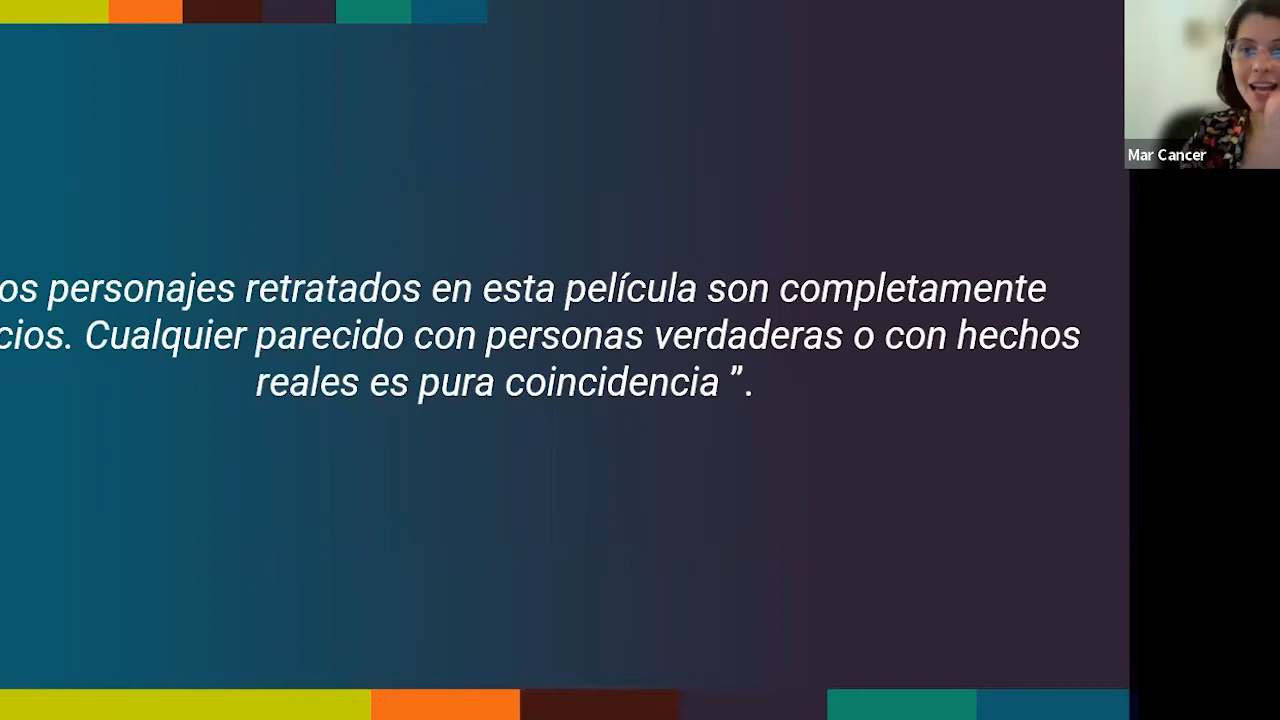 os personajes retratados en esta película son completamente
cios. Cualquier parecido con personas verdaderas o con hechos
reales es pura coincidencia ”.
Mar Cancer